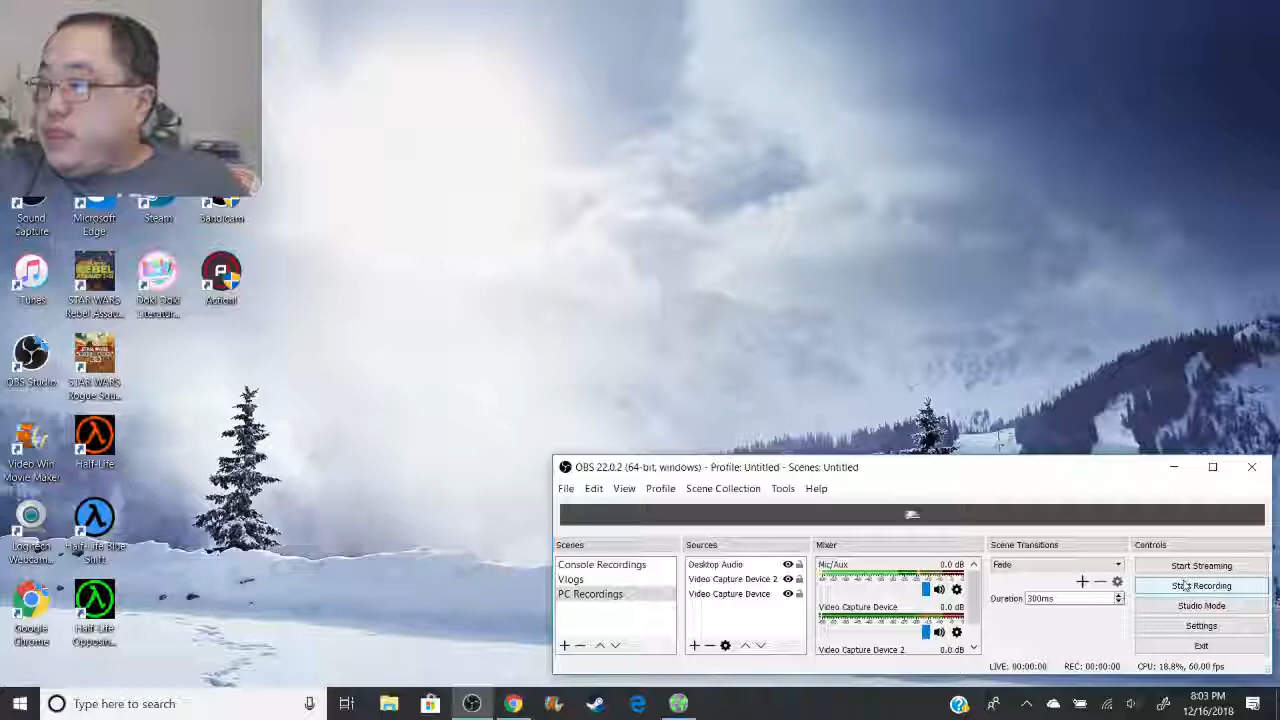 Sound Capture
Microsoft Edge
Steam
Bandicam
iTunes
STAR WARS Rebel Assau...
Doki Doki Literatur...
Action!
OBS Studio
STAR WARS Rogue Squ...
Video Win Movie Maker
Half-Life
Logitech Webcam...
Half-Life Blue Shift
Google Chrome
Half-Life Opposin...
OBS 22.0.2 (64-bit, windows) - Profile: Untitled - Scenes: Untitled
File Edit View Profile Scene Collection Tools Help
Scenes
Console Recordings
Vlogs
PC Recordings
Sources
Desktop Audio
Video Capture Device 2
Video Capture Device
Mixer
Mic/Aux 0.0 dB
Video Capture Device 0.0 dB
Video Capture Device 2 0.0 dB
Scene Transitions
Fade
Duration 300ms
Controls
Start Streaming
Start Recording
Studio Mode
Settings
Exit
LIVE: 00:00:00 REC: 00:00:00 CPU: 18.8%, 60.00 fps
Type here to search
8:03 PM
12/16/2018